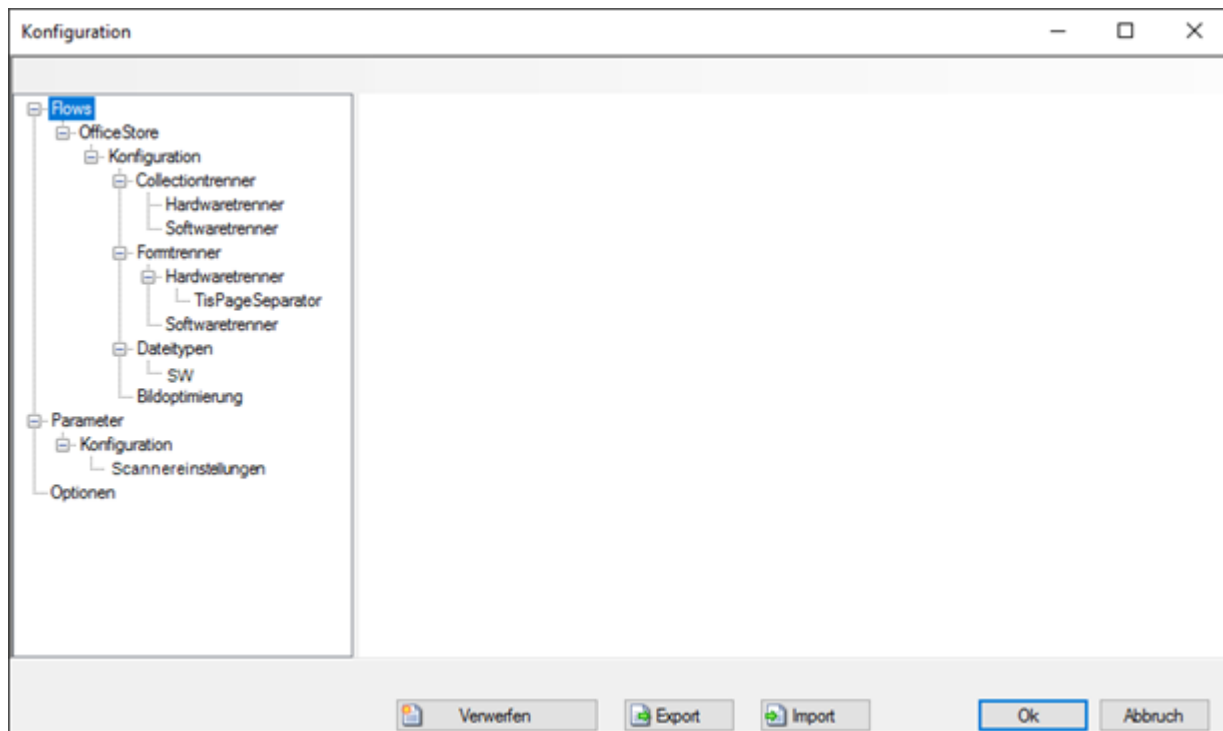 Konfiguration
Flows
OfficeStore
Konfiguration
Collectiontrenner
Hardwaretrenner
Softwaretrenner
Formtrenner
Hardwaretrenner
TisPageSeparator
Softwaretrenner
Dateitypen
SW
Bildoptimierung
Parameter
Konfiguration
Scannereinstellungen
Optionen
Verwerfen Export Import Ok Abbruch